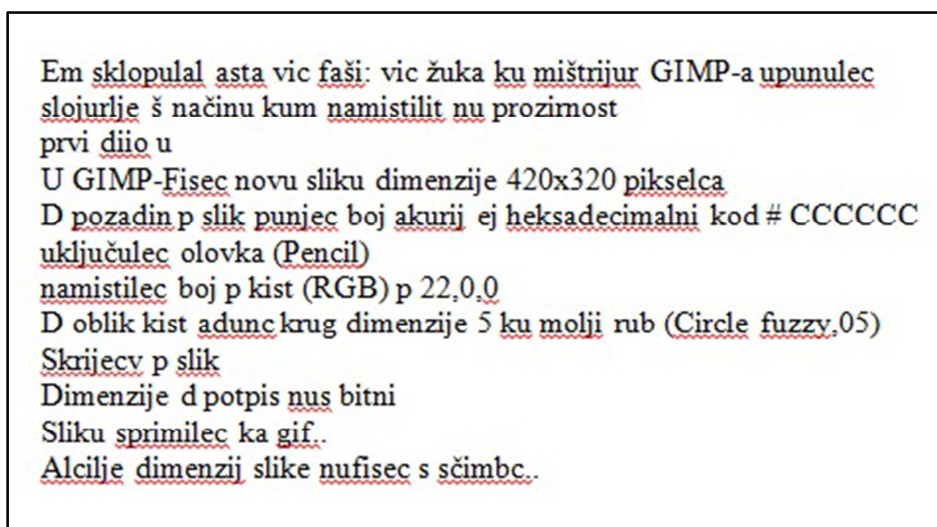 Em sklopulal asta vic faši: vic žuka ku mištrijur GIMP-a upunulec
slojurlje š načinu kum namistilit nu prozirnost
prvi diio u
U GIMP-Fisec novu sliku dimenzije 420x320 pikselca
D pozadin p slik punjec boj akurij ej heksadecimalni kod # CCCCCC
uključulec olovka (Pencil)
namistilec boj p kist (RGB) p 22,0,0
D oblik kist adunc krug dimenzije 5 ku molji rub (Circle fuzzy,05)
Skrijecv p slik
Dimenzije d potpis nus bitni
Sliku sprimilec ka gif..
Alcilje dimenzij slike nufisec s sčimbc..